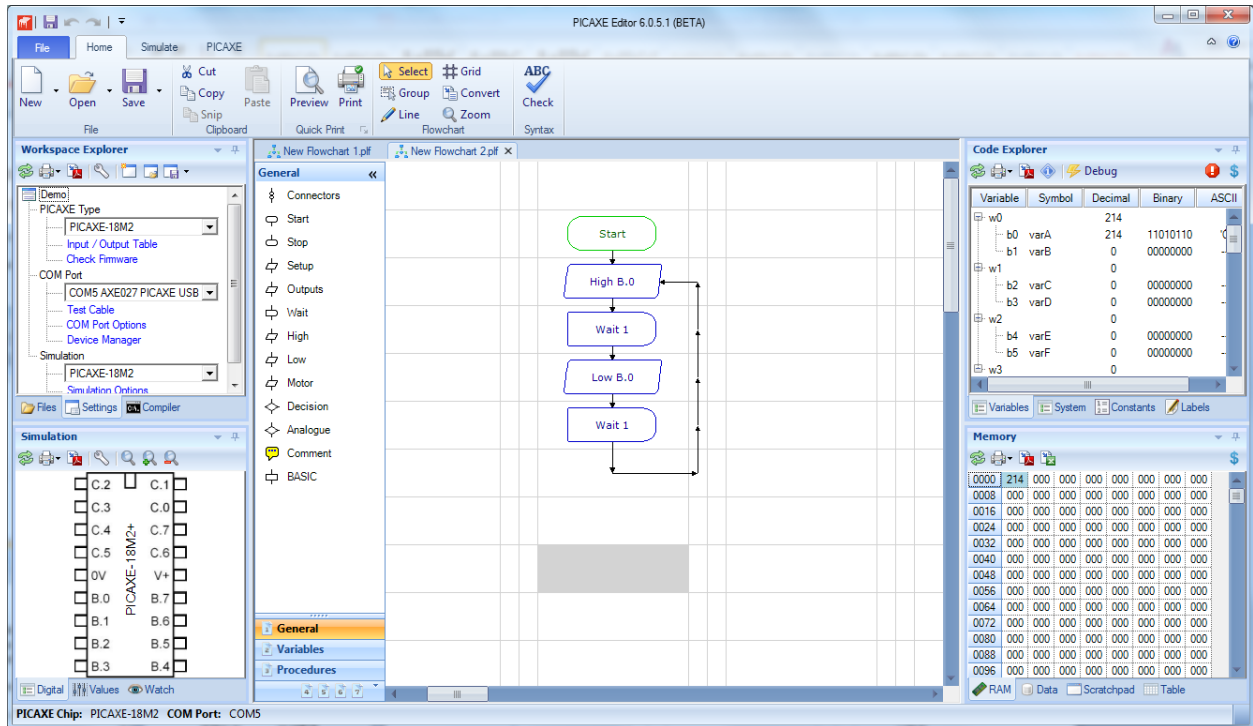 PICAXE Editor 6.0.5.1 (BETA)
File Home Simulate PICAXE
New Open Save Cut Copy Snip Paste Preview Print Select Group Line Grid Convert Zoom ABC Check
File Clipboard Quick Print Flowchart Syntax
Workspace Explorer
Demo
PICAXE Type
PICAXE-18M2
Input / Output Table
Check Firmware
COM Port
COM5 AXE027 PICAXE USB
Test Cable
COM Port Options
Device Manager
Simulation
PICAXE-18M2
Simulation Options
Files Settings Compiler
Simulation
C.2 C.1
C.3 C.0
C.4 C.7
C.5 C.6
0V V+
B.0 B.7
B.1 B.6
B.2 B.5
B.3 B.4
PICAXE-18M2+
Digital Values Watch
New Flowchart 1.plf New Flowchart 2.plf
General
Connectors
Start
Stop
Setup
Outputs
Wait
High
Low
Motor
Decision
Analogue
Comment
BASIC
General
Variables
Procedures
4 5 6 7
Start
High B.0
Wait 1
Low B.0
Wait 1
Code Explorer
Debug
Variable Symbol Decimal Binary ASCII
w0 214
b0 varA 214 11010110
b1 varB 0 00000000
w1 0
b2 varC 0 00000000
b3 varD 0 00000000
w2 0
b4 varE 0 00000000
b5 varF 0 00000000
w3 0
Variables System Constants Labels
Memory
0000 214 000 000 000 000 000 000 000
0008 000 000 000 000 000 000 000 000
0016 000 000 000 000 000 000 000 000
0024 000 000 000 000 000 000 000 000
0032 000 000 000 000 000 000 000 000
0040 000 000 000 000 000 000 000 000
0048 000 000 000 000 000 000 000 000
0056 000 000 000 000 000 000 000 000
0064 000 000 000 000 000 000 000 000
0072 000 000 000 000 000 000 000 000
0080 000 000 000 000 000 000 000 000
0088 000 000 000 000 000 000 000 000
0096 000 000 000 000 000 000 000 000
RAM Data Scratchpad Table
PICAXE Chip: PICAXE-18M2 COM Port: COM5